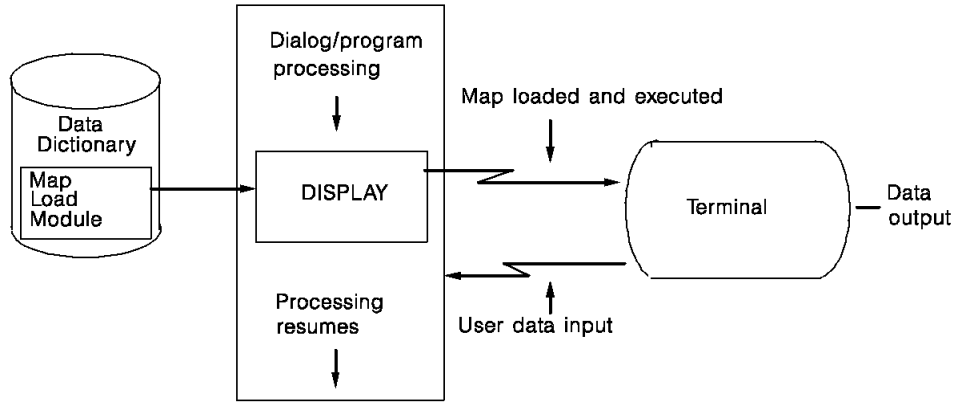 Data
Dictionary
Map
Load
Module
Dialog/program
processing
DISPLAY
Processing
resumes
Map loaded and executed
User data input
Terminal
Data
output